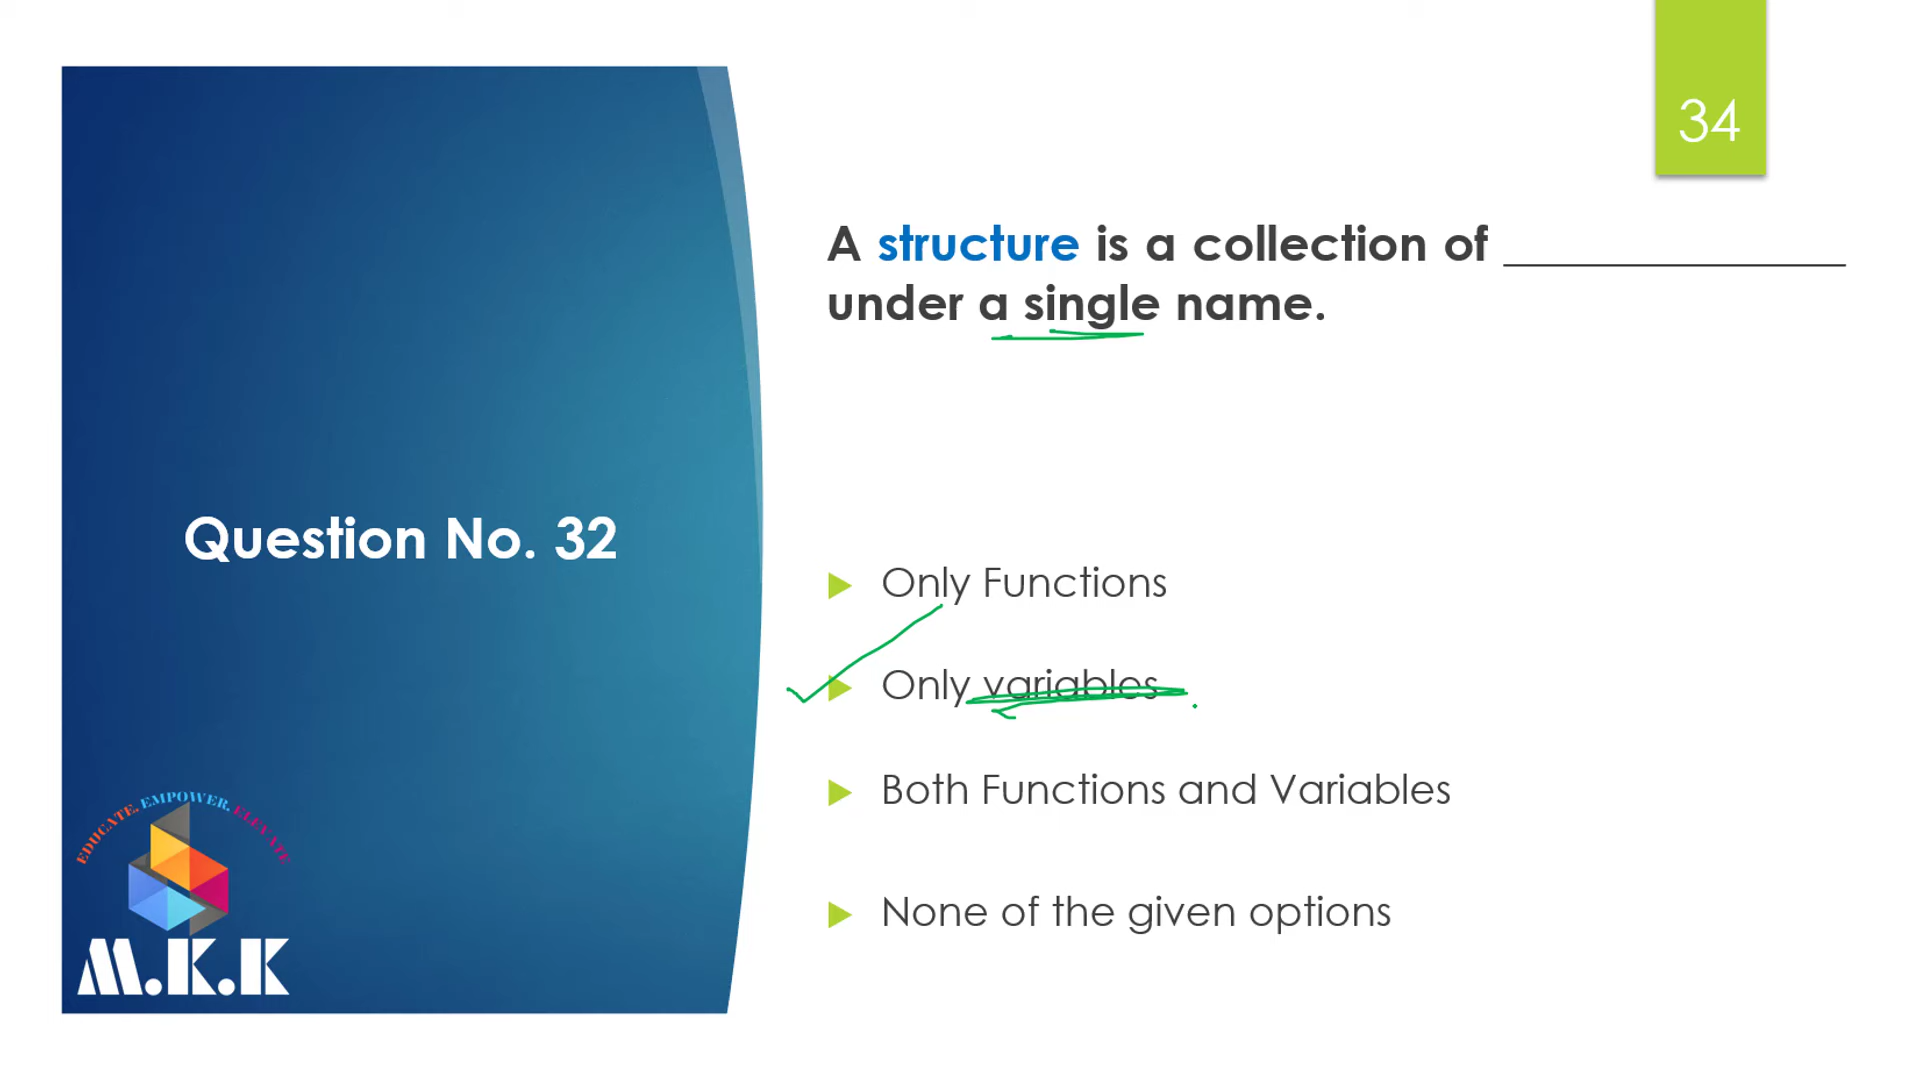 34
A structure is a collection of ______________
under a single name.
Question No. 32
Only Functions
Only variables
Both Functions and Variables
None of the given options
EDUCATE. EMPOWER. ELEVATE
M.K.K